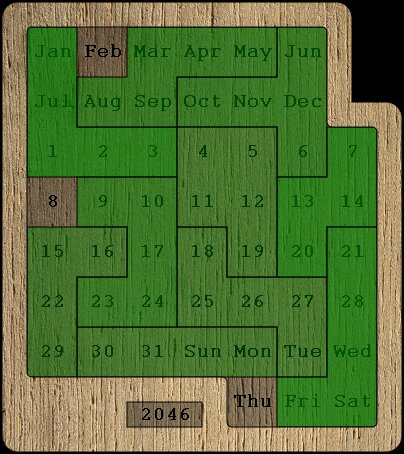 Jan Feb Mar Apr May Jun
Jul Aug Sep Oct Nov Dec
1 2 3 4 5 6 7
8 9 10 11 12 13 14
15 16 17 18 19 20 21
22 23 24 25 26 27 28
29 30 31 Sun Mon Tue Wed
Thu Fri Sat
2046